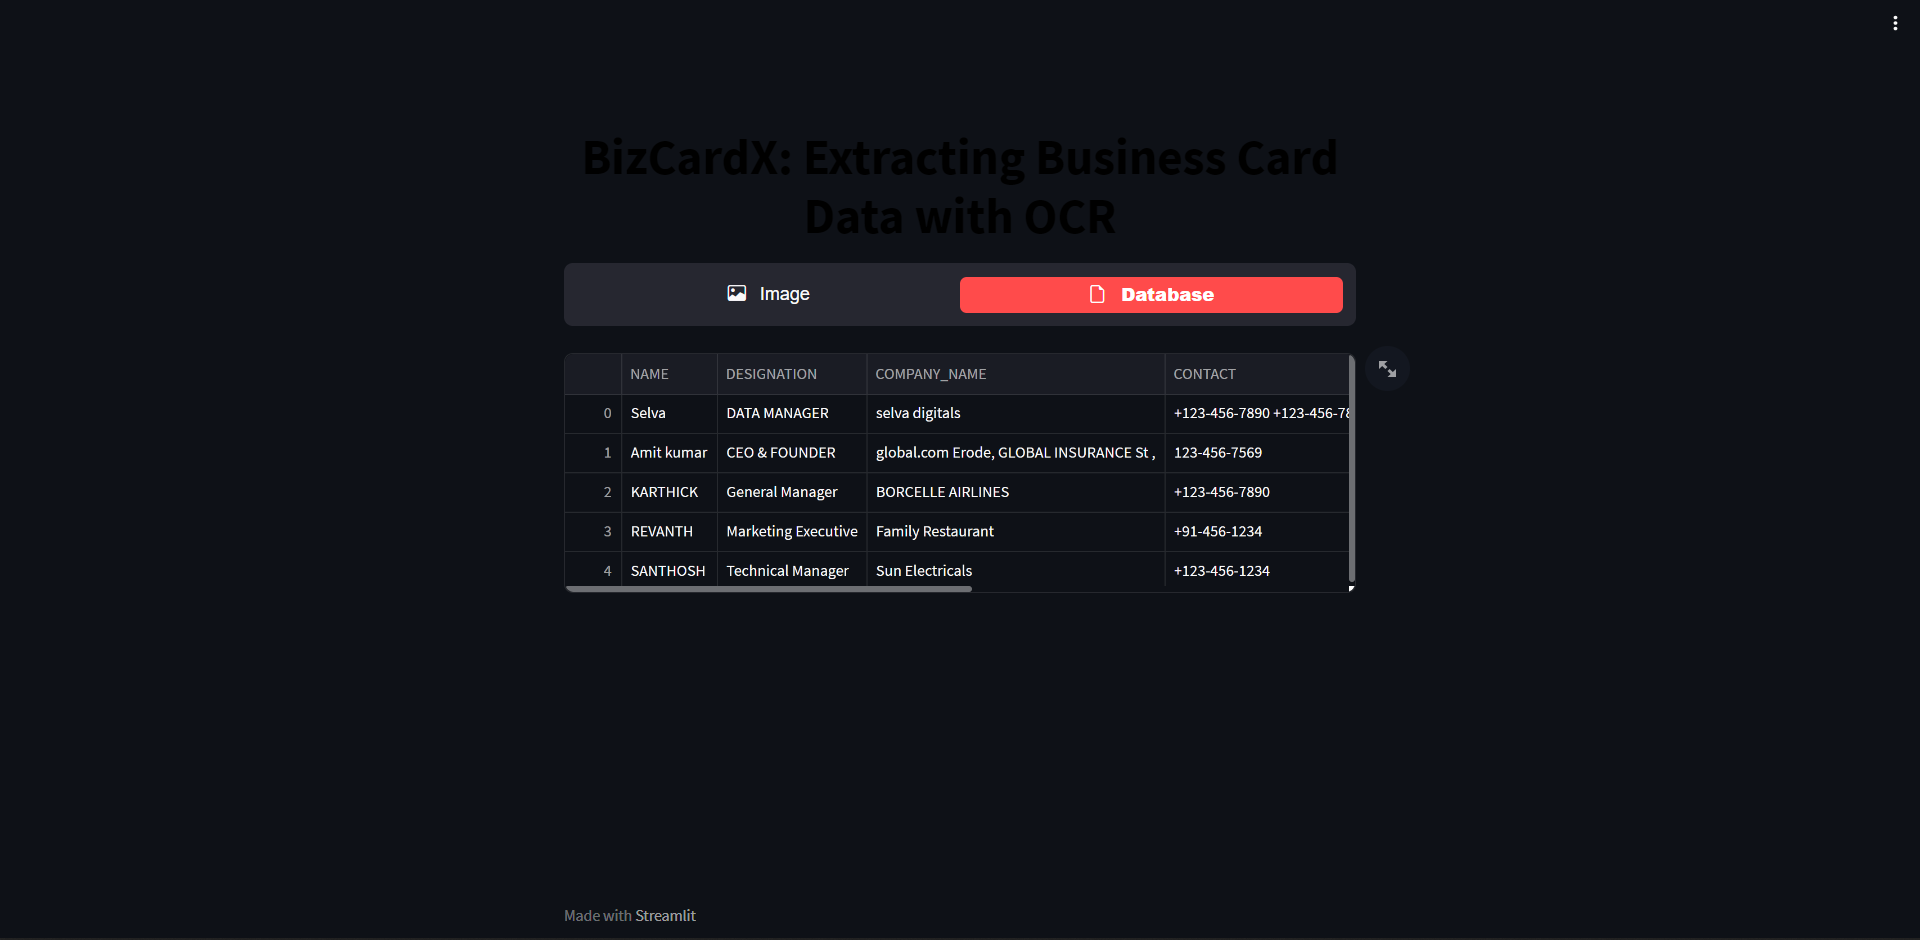 BizCardX: Extracting Business Card
Data with OCR
Image Database
NAME DESIGNATION COMPANY_NAME CONTACT
0 Selva DATA MANAGER selva digitals +123-456-7890 +123-456-78
1 Amit kumar CEO & FOUNDER global.com Erode, GLOBAL INSURANCE St , 123-456-7569
2 KARTHICK General Manager BORCELLE AIRLINES +123-456-7890
3 REVANTH Marketing Executive Family Restaurant +91-456-1234
4 SANTHOSH Technical Manager Sun Electricals +123-456-1234
Made with Streamlit